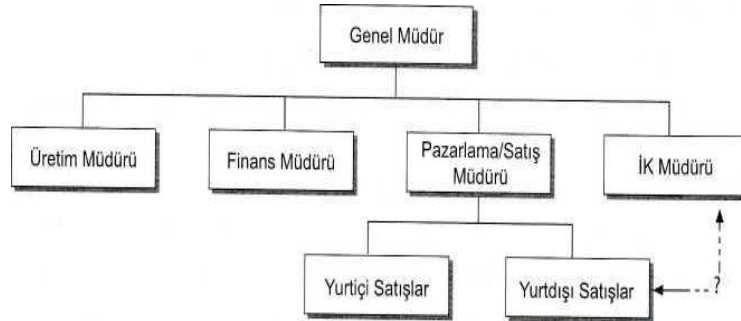 Genel Müdür
Üretim Müdürü
Finans Müdürü
Pazarlama/Satış
Müdürü
İK Müdürü
Yurtiçi Satışlar
Yurtdışı Satışlar
?